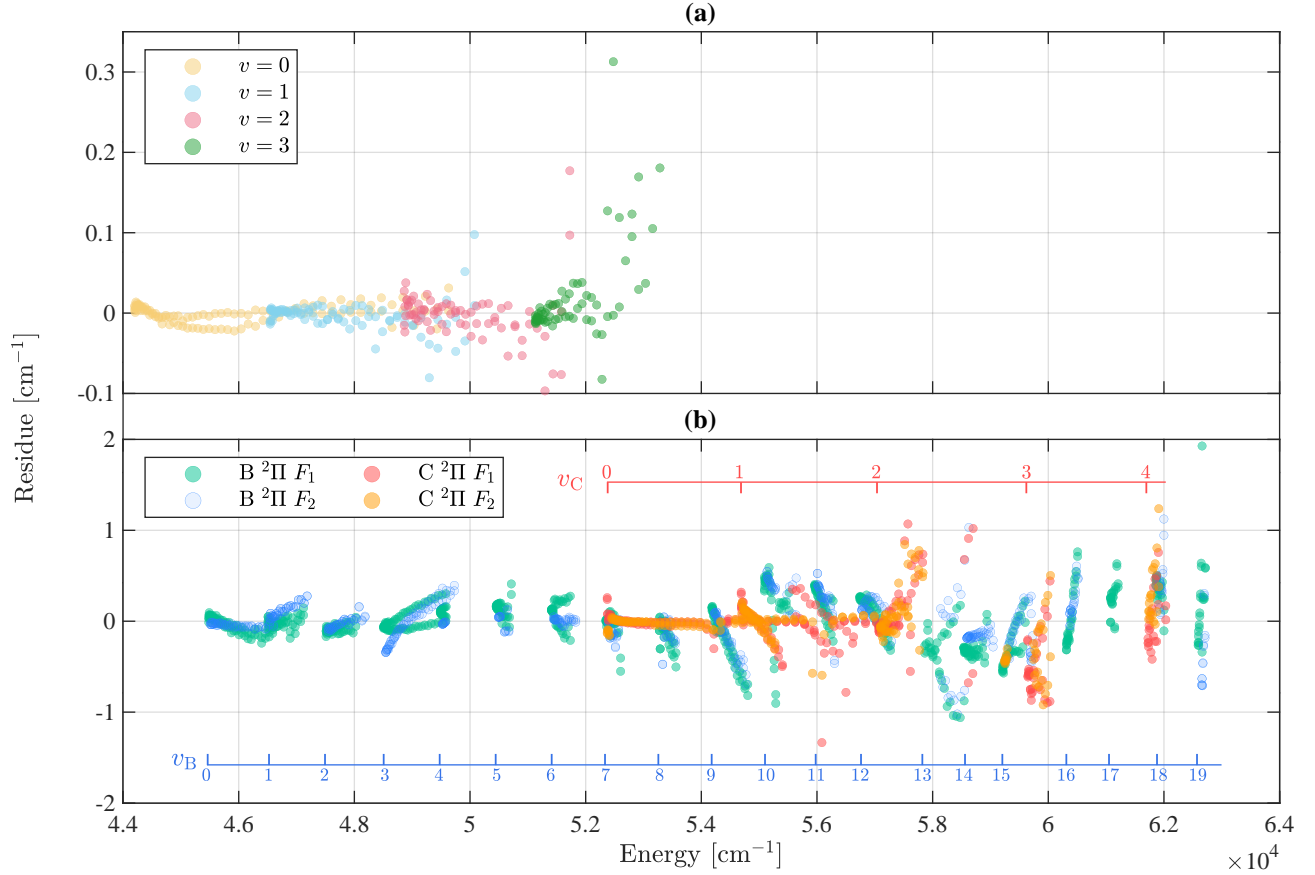 (a)
v = 0
v = 1
v = 2
v = 3
0.3
0.2
0.1
0
-0.1
Residue [cm⁻¹]
(b)
B ²Π F₁
B ²Π F₂
C ²Π F₁
C ²Π F₂
v_C 0 1 2 3 4
2
1
0
-1
-2
v_B 0 1 2 3 4 5 6 7 8 9 10 11 12 13 14 15 16 17 18 19
4.4 4.6 4.8 5 5.2 5.4 5.6 5.8 6 6.2 6.4
Energy [cm⁻¹]
×10⁴